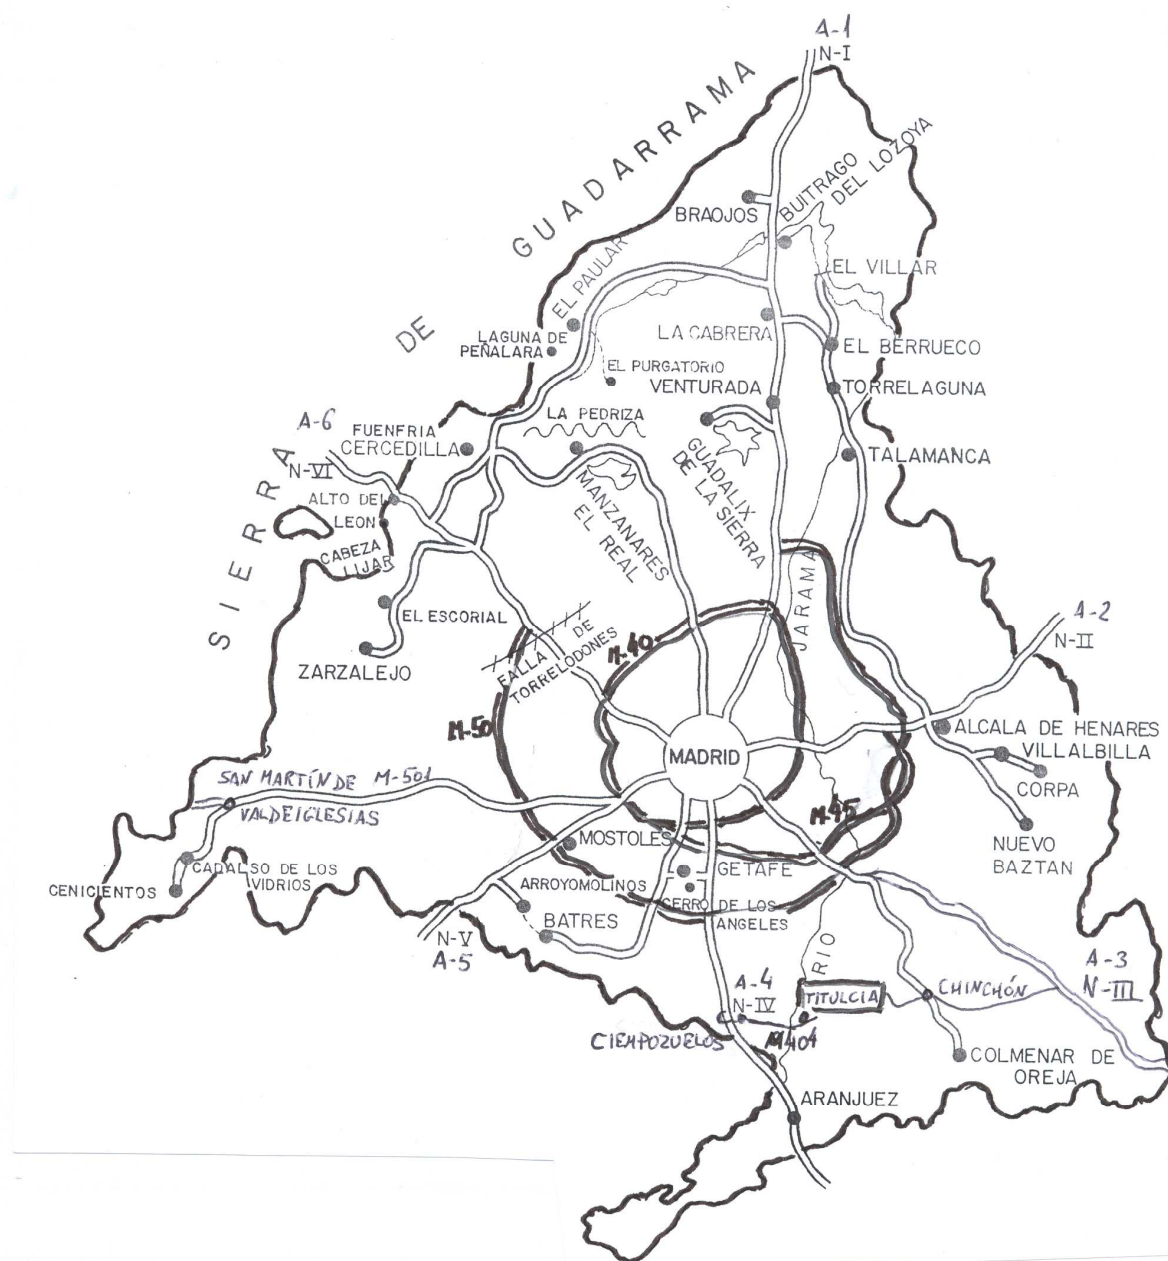 A-1
N-I
SIERRA DE GUADARRAMA
BRAOJOS
BUITRAGO
DEL LOZOYA
EL VILLAR
EL PAULAR
LAGUNA DE
PEÑALARA
LA CABRERA
EL BERRUECO
EL PURGATORIO
VENTURADA
TORRELAGUNA
LA PEDRIZA
A-6
N-VI
FUENFRIA
CERCEDILLA
GUADALIX
DE LA SIERRA
TALAMANCA
MANZANARES
EL REAL
ALTO DEL
LEON
CABEZA
LIJAR
JARAMA
EL ESCORIAL
A-2
N-II
ZARZALEJO
FALLA DE
TORRELODONES
M-40
M-50
MADRID
ALCALA DE HENARES
VILLALBILLA
CORPA
SAN MARTÍN DE
VALDEIGLESIAS
M-501
M-45
MOSTOLES
NUEVO
BAZTAN
CENICIENTOS
CADALSO DE LOS
VIDRIOS
ARROYOMOLINOS
GETAFE
CERRO DE LOS
ANGELES
BATRES
N-V
A-5
RIO
A-3
N-III
A-4
N-IV
TITULCIA
CHINCHÓN
CIEMPOZUELOS
M404
COLMENAR DE
OREJA
ARANJUEZ